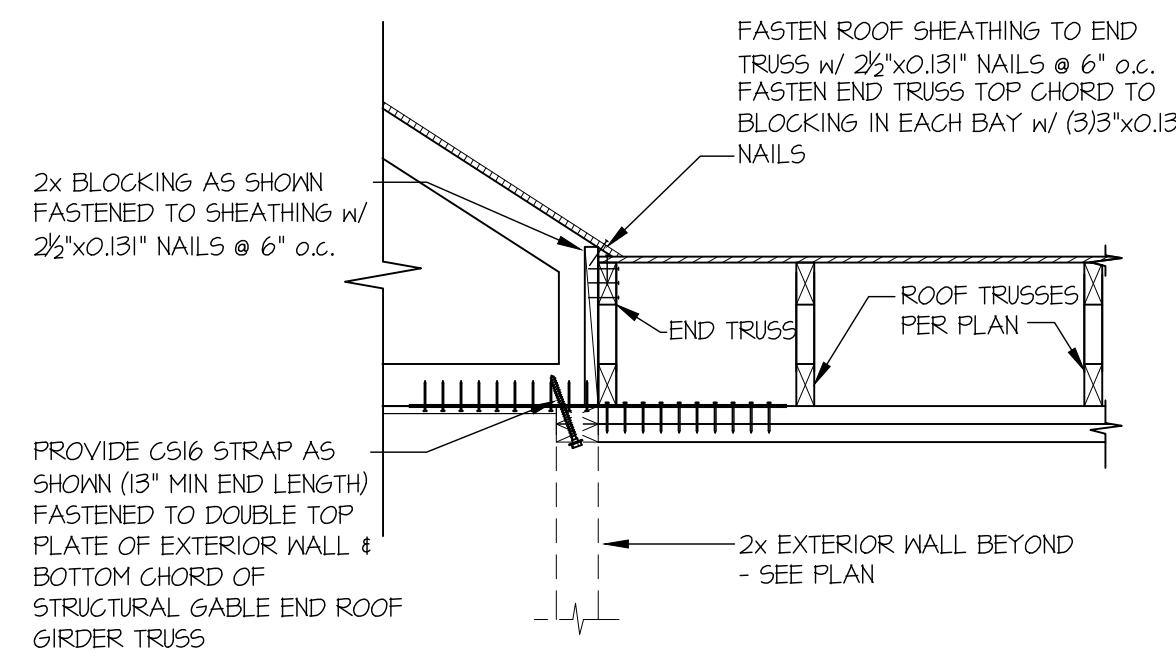 FASTEN ROOF SHEATHING TO END
TRUSS w/ 2½"x0.131" NAILS @ 6" o.c.
FASTEN END TRUSS TOP CHORD TO
BLOCKING IN EACH BAY w/ (3)3"x0.13
NAILS
2x BLOCKING AS SHOWN
FASTENED TO SHEATHING w/
2½"x0.131" NAILS @ 6" o.c.
ROOF TRUSSES
PER PLAN
END TRUSS
PROVIDE CS16 STRAP AS
SHOWN (13" MIN END LENGTH)
FASTENED TO DOUBLE TOP
PLATE OF EXTERIOR WALL &
BOTTOM CHORD OF
STRUCTURAL GABLE END ROOF
GIRDER TRUSS
2x EXTERIOR WALL BEYOND
- SEE PLAN